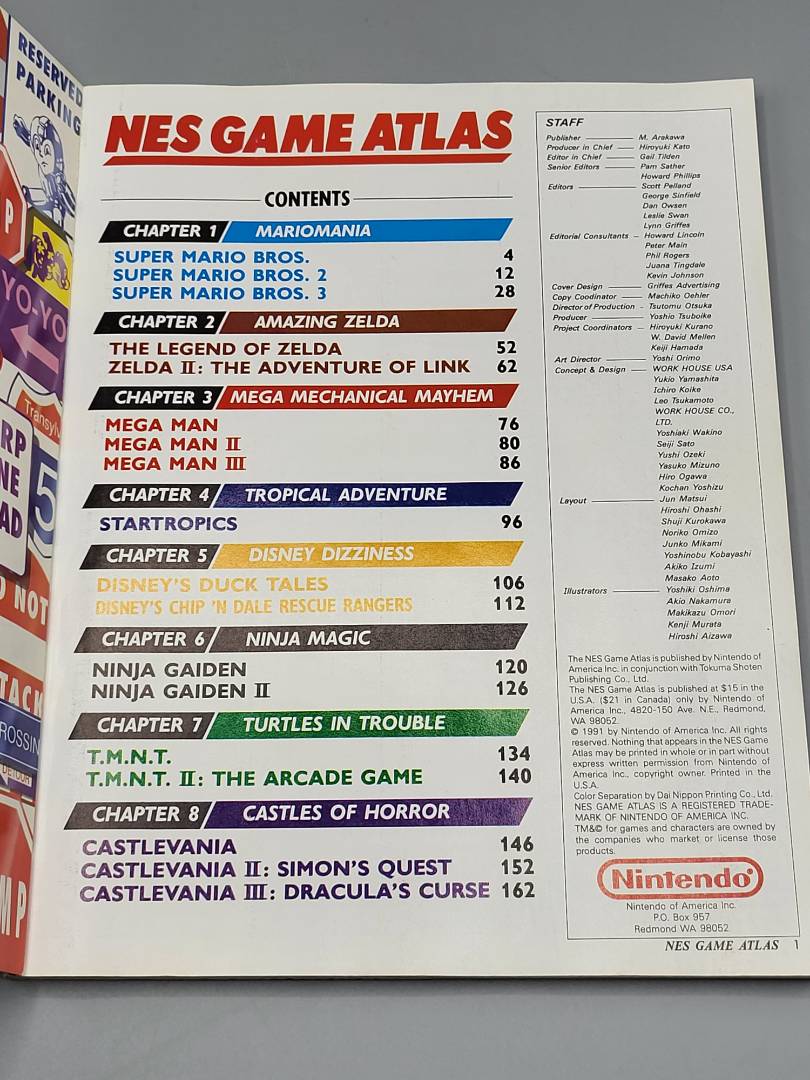 RESERVED
PARKING
P
YO-YO
Transylv
RP
NE
AD
5
O NOT
TACK
ROSSIN
DETOUR
MP
NES GAME ATLAS
CONTENTS
CHAPTER 1 MARIOMANIA
SUPER MARIO BROS. 4
SUPER MARIO BROS. 2 12
SUPER MARIO BROS. 3 28
CHAPTER 2 AMAZING ZELDA
THE LEGEND OF ZELDA 52
ZELDA II: THE ADVENTURE OF LINK 62
CHAPTER 3 MEGA MECHANICAL MAYHEM
MEGA MAN 76
MEGA MAN II 80
MEGA MAN III 86
CHAPTER 4 TROPICAL ADVENTURE
STARTROPICS 96
CHAPTER 5 DISNEY DIZZINESS
DISNEY'S DUCK TALES 106
DISNEY'S CHIP 'N DALE RESCUE RANGERS 112
CHAPTER 6 NINJA MAGIC
NINJA GAIDEN 120
NINJA GAIDEN II 126
CHAPTER 7 TURTLES IN TROUBLE
T.M.N.T. 134
T.M.N.T. II: THE ARCADE GAME 140
CHAPTER 8 CASTLES OF HORROR
CASTLEVANIA 146
CASTLEVANIA II: SIMON'S QUEST 152
CASTLEVANIA III: DRACULA'S CURSE 162
STAFF
Publisher M. Arakawa
Producer in Chief Hiroyuki Kato
Editor in Chief Gail Tilden
Senior Editors Pam Sather
Howard Phillips
Editors Scott Pelland
George Sinfield
Dan Owsen
Leslie Swan
Lynn Griffes
Editorial Consultants Howard Lincoln
Peter Main
Phil Rogers
Juana Tingdale
Kevin Johnson
Cover Design Griffes Advertising
Copy Coodinator Machiko Oehler
Director of Production Tsutomu Otsuka
Producer Yoshio Tsuboike
Project Coordinators Hiroyuki Kurano
W. David Mellen
Keiji Hamada
Art Director Yoshi Orimo
Concept & Design WORK HOUSE USA
Yukio Yamashita
Ichiro Koike
Leo Tsukamoto
WORK HOUSE CO.,
LTD.
Yoshiaki Wakino
Seiji Sato
Yushi Ozeki
Yasuko Mizuno
Hiro Ogawa
Kochan Yoshizu
Layout Jun Matsui
Hiroshi Ohashi
Shuji Kurokawa
Noriko Omizo
Junko Mikami
Yoshinobu Kobayashi
Akiko Izumi
Masako Aoto
Illustrators Yoshiki Oshima
Akio Nakamura
Makikazu Omori
Kenji Murata
Hiroshi Aizawa
The NES Game Atlas is published by Nintendo of
America Inc. in conjunction with Tokuma Shoten
Publishing Co., Ltd.
The NES Game Atlas is published at $15 in the
U.S.A. ($21 in Canada) only by Nintendo of
America Inc., 4820-150 Ave. N.E., Redmond,
WA 98052.
© 1991 by Nintendo of America Inc. All rights
reserved. Nothing that appears in the NES Game
Atlas may be printed in whole or in part without
express written permission from Nintendo of
America Inc., copyright owner. Printed in the
U.S.A.
Color Separation by Dai Nippon Printing Co., Ltd.
NES GAME ATLAS IS A REGISTERED TRADE-
MARK OF NINTENDO OF AMERICA INC.
TM&© for games and characters are owned by
the companies who market or license those
products.
Nintendo®
Nintendo of America Inc.
P.O. Box 957
Redmond WA 98052
NES GAME ATLAS 1